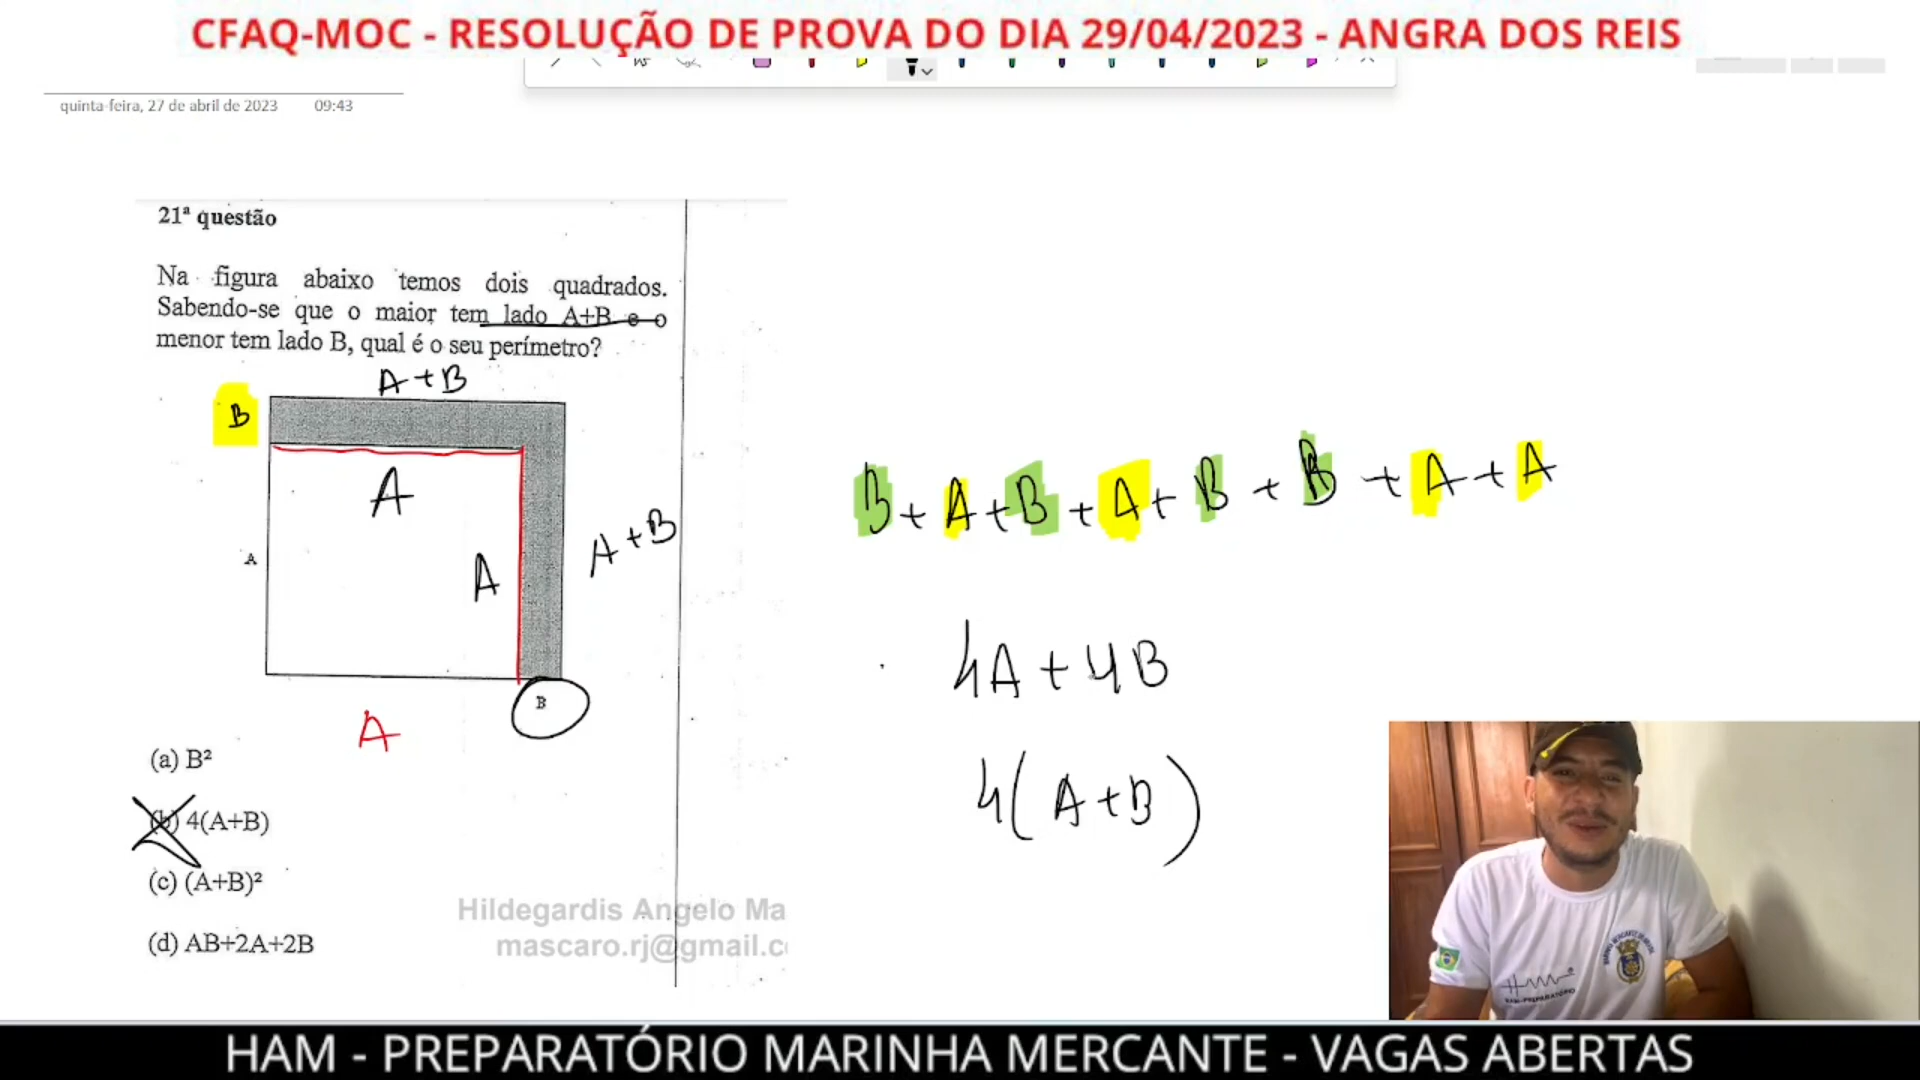 CFAQ-MOC - RESOLUÇÃO DE PROVA DO DIA 29/04/2023 - ANGRA DOS REIS
quinta-feira, 27 de abril de 2023 09:43
21ª questão
Na figura abaixo temos dois quadrados.
Sabendo-se que o maior tem lado A+B e o
menor tem lado B, qual é o seu perímetro?
A+B
B
A
A
A
A+B
B
A
B+A+B+A+B+B+A+A
4A+4B
4(A+B)
(a) B²
(b) 4(A+B)
(c) (A+B)²
(d) AB+2A+2B
Hildegardis Angelo Ma
mascaro.rj@gmail.c
HAM-PREPARATÓRIO
HAM - PREPARATÓRIO MARINHA MERCANTE - VAGAS ABERTAS